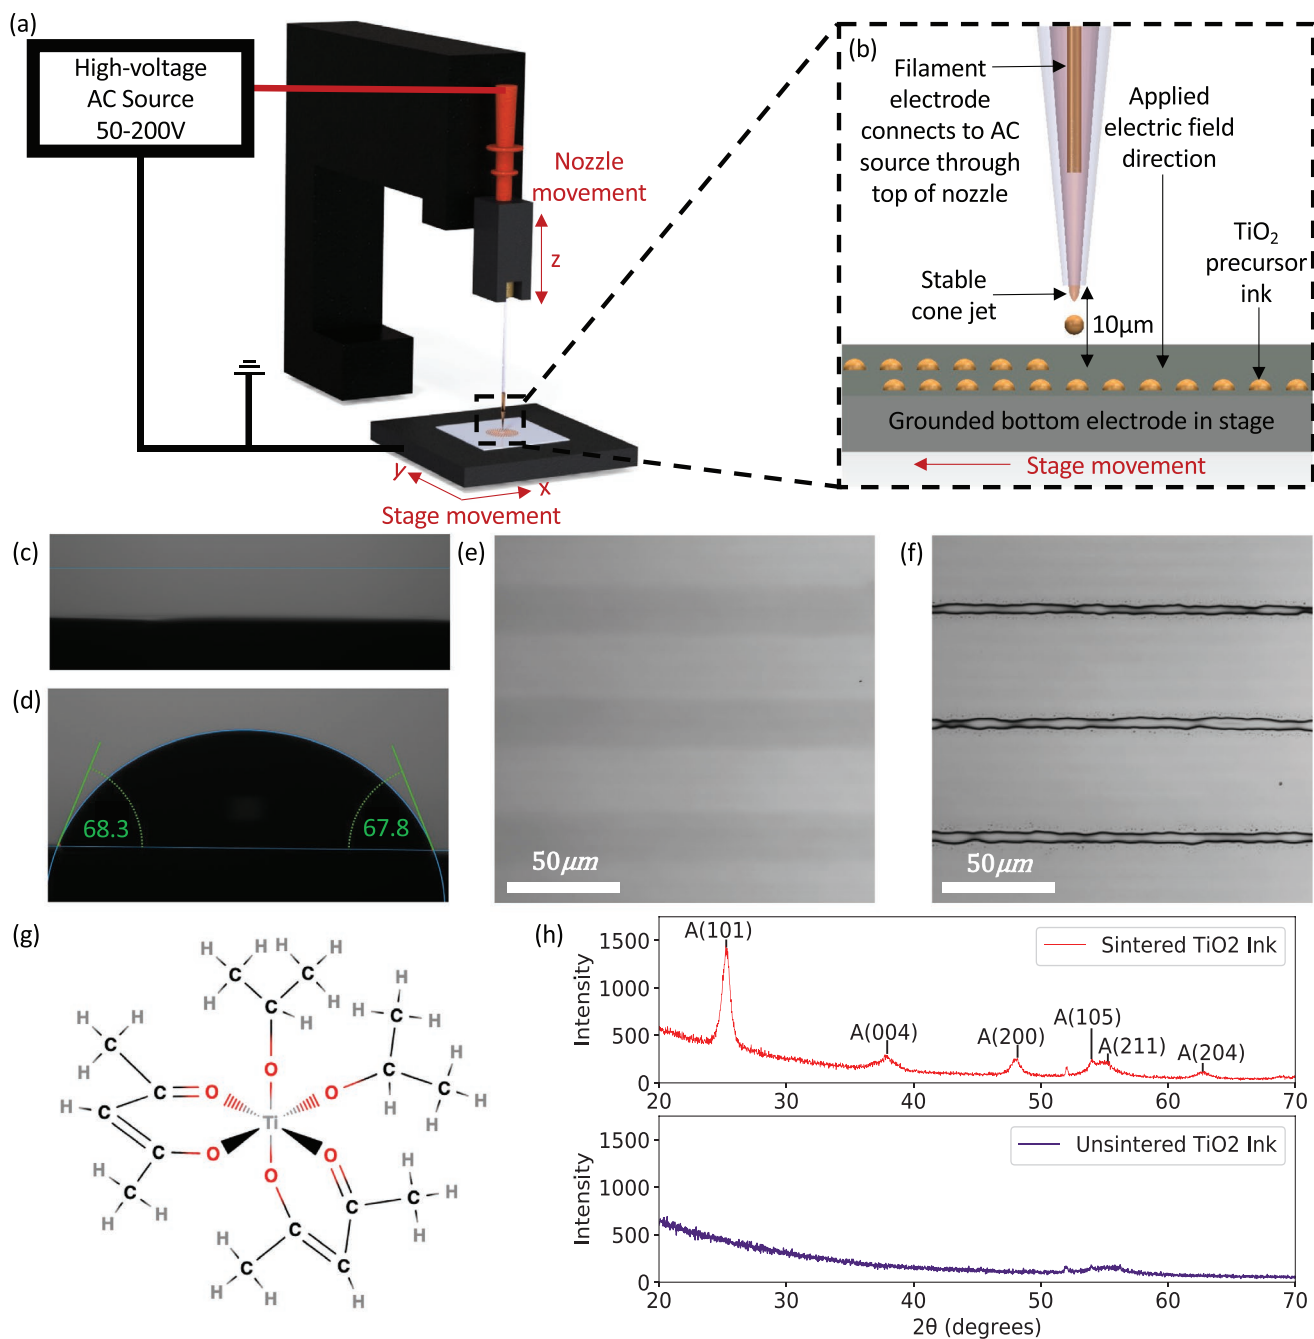 (a)
High-voltage
AC Source
50-200V
Nozzle
movement
z
y
x
Stage movement
(b)
Filament
electrode
connects to AC
source through
top of nozzle
Applied
electric field
direction
TiO2
precursor
ink
Stable
cone jet
10μm
Grounded bottom electrode in stage
Stage movement
(c)
(d)
68.3
67.8
(e)
50μm
(f)
50μm
(g)
H H H H
H C C H
H H
C H
H
H C H
H H
C
H
O
C H
C O O C
H H H
H C Ti
C O O
H O
H C C H
H H C
H
C
H C C
H H H
(h)
Intensity
1500
1000
500
0
A(101)
A(004)
A(200)
A(105)
A(211)
A(204)
Sintered TiO2 Ink
20 30 40 50 60 70
Intensity
1500
1000
500
0
Unsintered TiO2 Ink
20 30 40 50 60 70
2θ (degrees)